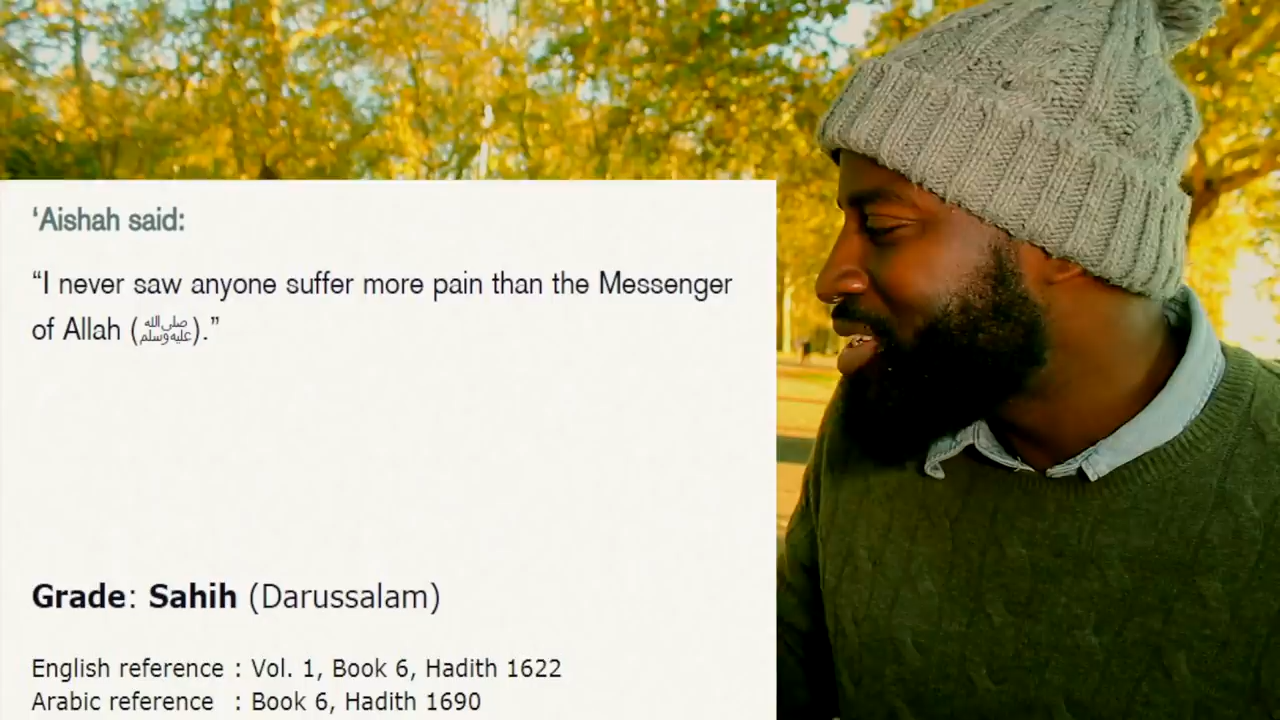 ‘Aishah said:
“I never saw anyone suffer more pain than the Messenger
of Allah (صلى الله عليه وسلم).”
Grade: Sahih (Darussalam)
English reference : Vol. 1, Book 6, Hadith 1622
Arabic reference : Book 6, Hadith 1690